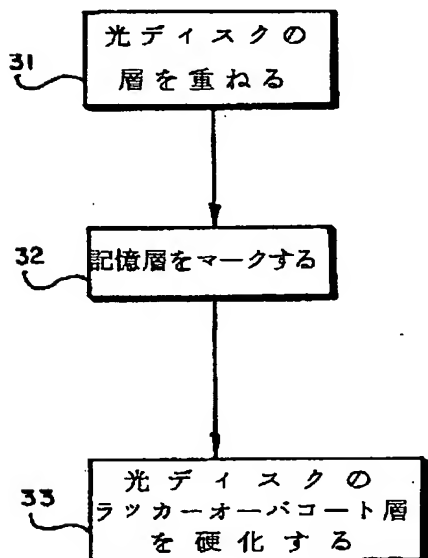 31
光ディスクの
層を重ねる
32
記憶層をマークする
33
光ディスクの
ラッカーオーバコート層
を硬化する